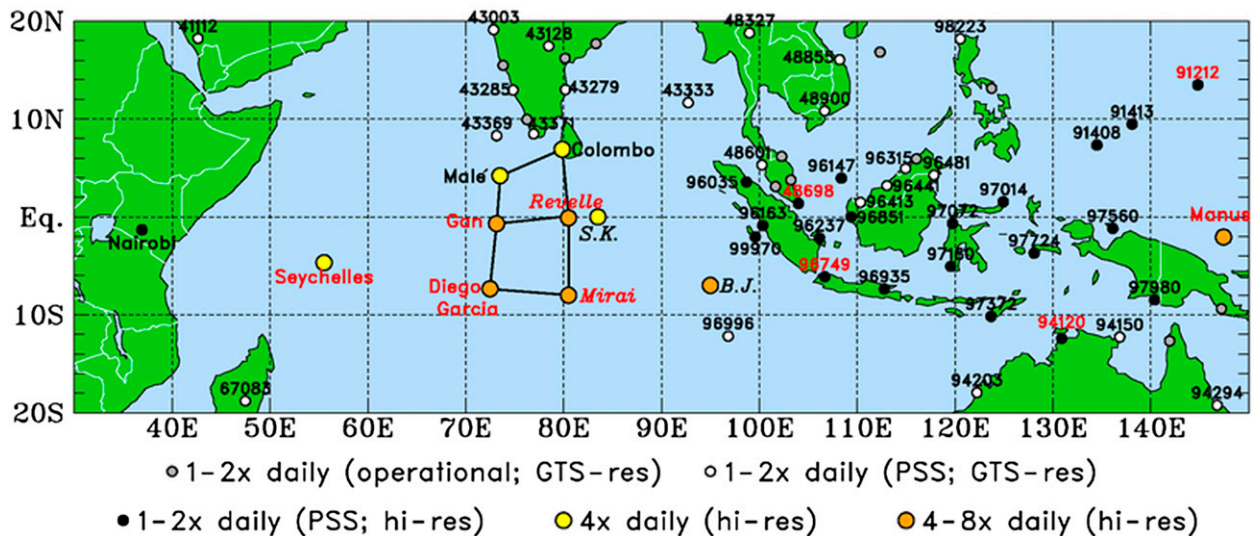 20N
41112
43003
43128
48327
98223
48855
91212
43285
43279
43333
48900
10N
43369
43371
91413
91408
Colombo
48601
96147
96315
96481
Malé
96035
48698
96441
97014
Revelle
96413
Eq.
Gan
S.K.
96163
96237
96851
97072
97560
Manus
Nairobi
99970
97724
Seychelles
96749
97180
Diego
Garcia
Mirai
B.J.
96935
97980
10S
97372
96996
94120
94150
67083
94203
94294
20S
40E 50E 60E 70E 80E 90E 100E 110E 120E 130E 140E
1-2x daily (operational; GTS-res) 1-2x daily (PSS; GTS-res)
1-2x daily (PSS; hi-res) 4x daily (hi-res) 4-8x daily (hi-res)